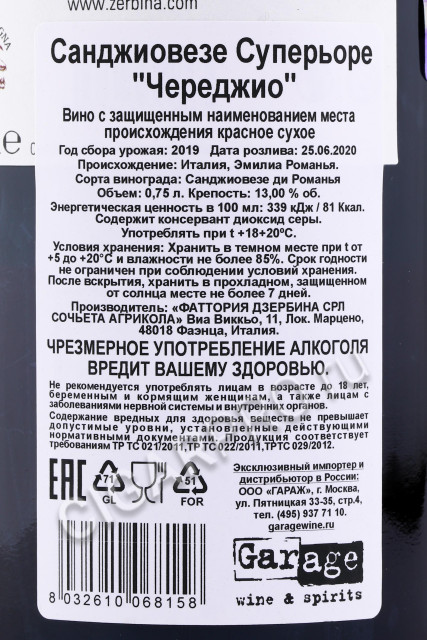 www.zerbina.com
Санджиовезе Суперьоре
"Череджио"
Вино с защищенным наименованием места
происхождения красное сухое
Год сбора урожая: 2019 Дата розлива: 25.06.2020
Происхождение: Италия, Эмилиа Романья.
Сорта винограда: Санджиовезе ди Романья
Объем: 0,75 л. Крепость: 13,00 % об.
Энергетическая ценность в 100 мл: 339 кДж / 81 Ккал.
Содержит консервант диоксид серы.
Употреблять при t +18+20°С.
Условия хранения: Хранить в темном месте при t от
+5 до +20°С и влажности не более 85%. Срок годности
не ограничен при соблюдении условий хранения.
После вскрытия, хранить в прохладном, защищенном
от солнца месте не более 7 дней.
Производитель: «ФАТТОРИЯ ДЗЕРБИНА СРЛ
СОЧЬЕТА АГРИКОЛА» Виа Виккьо, 11, Лок. Марцено,
48018 Фаэнца, Италия.
ЧРЕЗМЕРНОЕ УПОТРЕБЛЕНИЕ АЛКОГОЛЯ
ВРЕДИТ ВАШЕМУ ЗДОРОВЬЮ.
Не рекомендуется употреблять лицам в возрасте до 18 лет,
беременным и кормящим женщинам, а также лицам с
заболеваниями нервной системы и внутренних органов.
Содержание вредных для здоровья веществ не превышает
допустимые уровни, установленные действующими
нормативными документами. Продукция соответствует
требованиям ТР ТС 021/2011,ТР ТС 022/2011,ТРТС 029/2012.
EAC
71
GL
51
FOR
Эксклюзивный импортер и
дистрибьютор в России:
ООО «ГАРАЖ», г. Москва,
ул. Пятницкая 33-35, стр.4,
тел. (495) 937 71 10.
garagewine.ru
Garage
wine & spirits
8 032610 068158